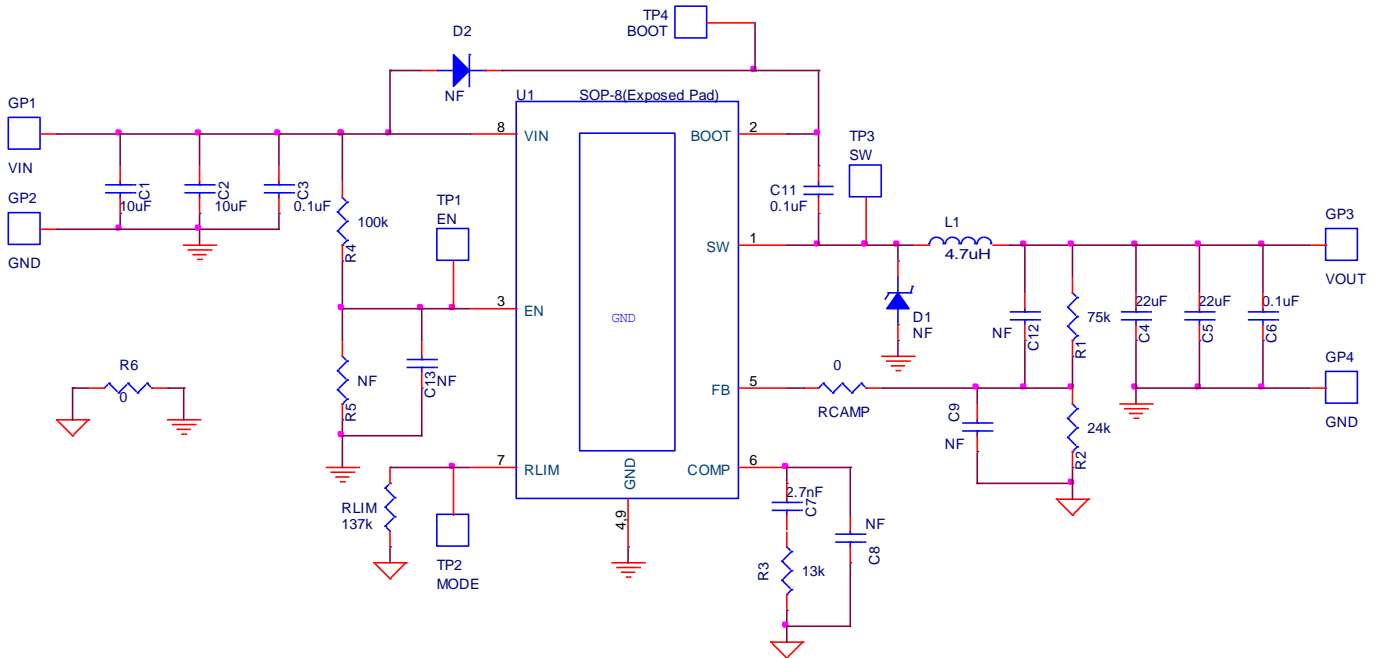 TP4
BOOT
D2
NF
GP1
VIN
GP2
GND
C1
10uF
C2
10uF
C3
0.1uF
100k
R4
TP1
EN
U1
SOP-8(Exposed Pad)
8
VIN
BOOT
2
TP3
SW
C11
0.1uF
SW
1
L1
4.7uH
GP3
VOUT
3
EN
GND
D1
NF
NF
C12
75k
R1
22uF
C4
22uF
C5
0.1uF
C6
R6
0
NF
R5
C13
NF
FB
5
0
RCAMP
C9
NF
24k
R2
GP4
GND
7
RLIM
GND
4,9
COMP
6
RLIM
137k
TP2
MODE
2.7nF
C7
NF
C8
R3
13k